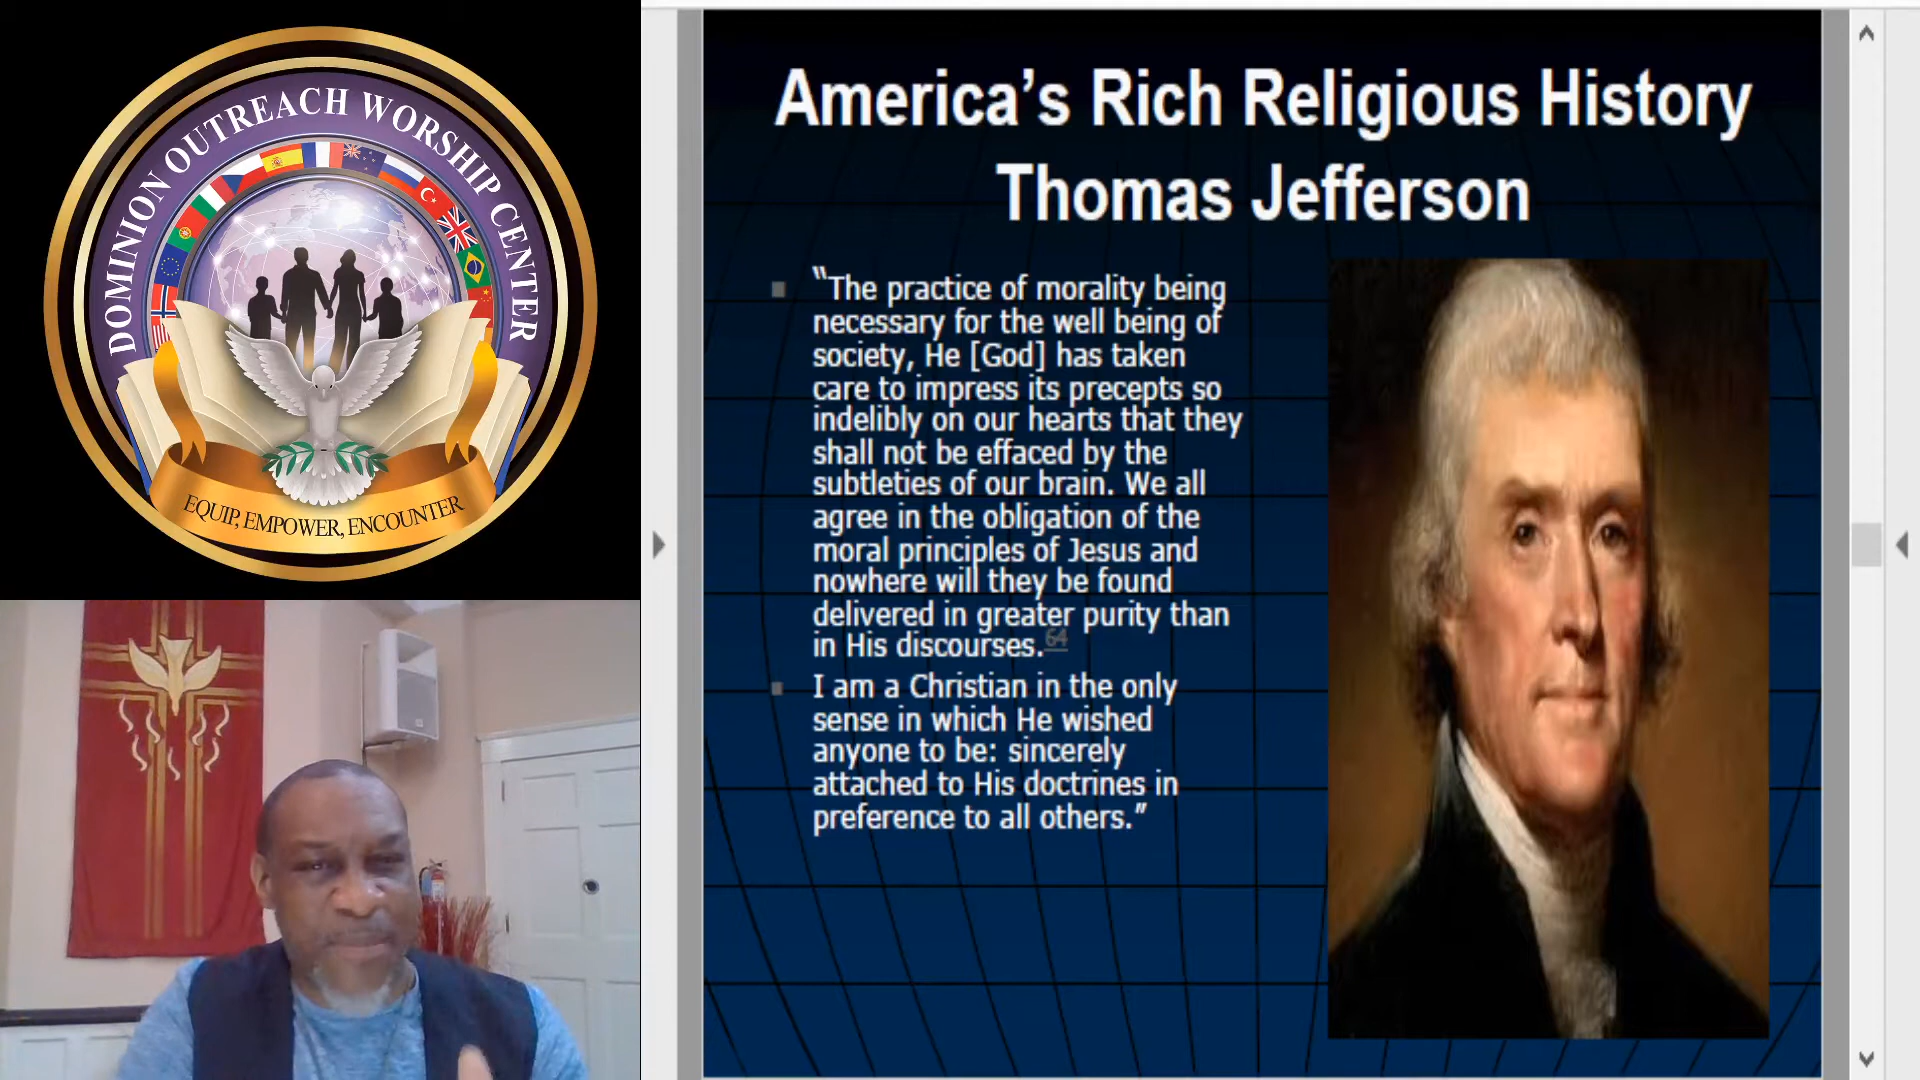 DOMINION OUTREACH WORSHIP CENTER
EQUIP, EMPOWER, ENCOUNTER
America’s Rich Religious History
Thomas Jefferson
“The practice of morality being
necessary for the well being of
society, He [God] has taken
care to impress its precepts so
indelibly on our hearts that they
shall not be effaced by the
subtleties of our brain. We all
agree in the obligation of the
moral principles of Jesus and
nowhere will they be found
delivered in greater purity than
in His discourses.64
I am a Christian in the only
sense in which He wished
anyone to be: sincerely
attached to His doctrines in
preference to all others.”